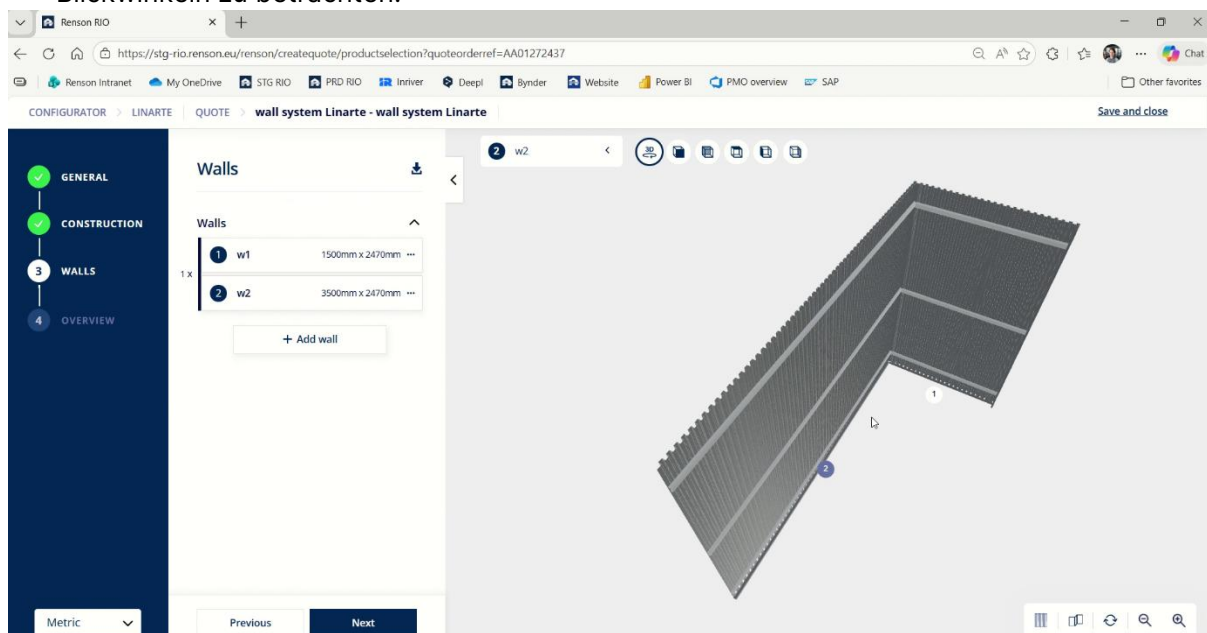 Blickwinkeln zu betrachten.
Renson RIO
https://stg-rio.renson.eu/renson/createquote/productselection?quoteorderref=AA01272437
Chat
Renson Intranet My OneDrive STG RIO PRD RIO Inriver Deepl Bynder Website Power BI PMO overview SAP Other favorites
CONFIGURATOR > LINARTE QUOTE > wall system Linarte - wall system Linarte Save and close
2 w2
3D
GENERAL
CONSTRUCTION
3 WALLS
4 OVERVIEW
Walls
Walls
1 w1 1500mm x 2470mm ...
1 x
2 w2 3500mm x 2470mm ...
+ Add wall
1
2
Metric
Previous Next